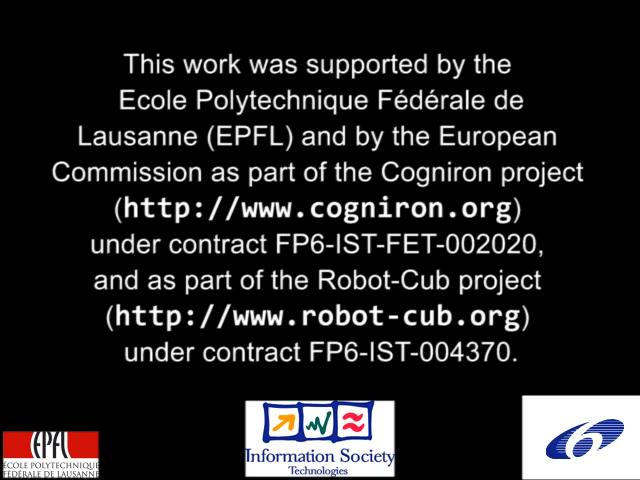 This work was supported by the
Ecole Polytechnique Fédérale de
Lausanne (EPFL) and by the European
Commission as part of the Cogniron project
(http://www.cogniron.org)
under contract FP6-IST-FET-002020,
and as part of the Robot-Cub project
(http://www.robot-cub.org)
under contract FP6-IST-004370.
EPFL
ÉCOLE POLYTECHNIQUE
FÉDÉRALE DE LAUSANNE
Information Society
Technologies
6